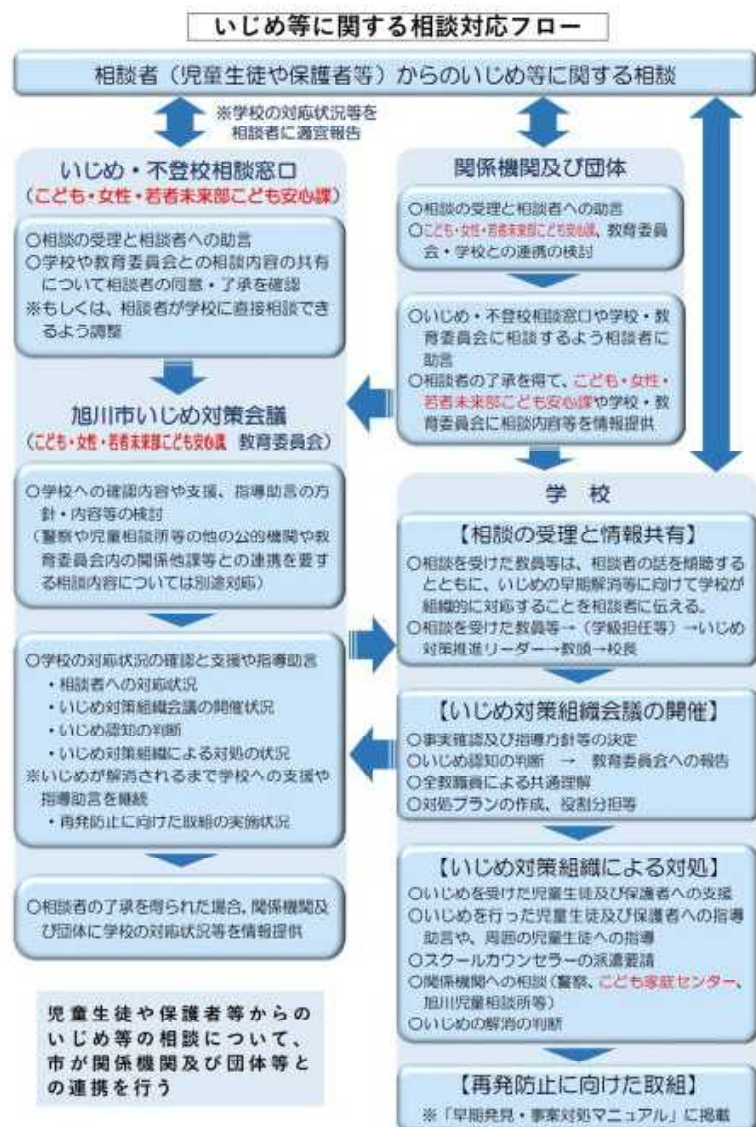 いじめ等に関する相談対応フロー
相談者（児童生徒や保護者等）からのいじめ等に関する相談
※学校の対応状況等を
相談者に適宜報告
いじめ・不登校相談窓口
（こども・女性・若者未来部こども安心課）
○相談の受理と相談者への助言
○学校や教育委員会との相談内容の共有
について相談者の同意・了承を確認
※もしくは、相談者が学校に直接相談でき
るよう調整
旭川市いじめ対策会議
（こども・女性・若者未来部こども安心課　教育委員会）
○学校への確認内容や支援、指導助言の方
針・内容等の検討
（警察や児童相談所等の他の公的機関や教
育委員会内の関係他課等との連携を要す
る相談内容については別途対応）
○学校の対応状況の確認と支援や指導助言
・相談者への対応状況
・いじめ対策組織会議の開催状況
・いじめ認知の判断
・いじめ対策組織による対処の状況
※いじめが解消されるまで学校への支援や
指導助言を継続
・再発防止に向けた取組の実施状況
○相談者の了承を得られた場合、関係機関及
び団体に学校の対応状況等を情報提供
児童生徒や保護者等からの
いじめ等の相談について、
市が関係機関及び団体等と
の連携を行う
関係機関及び団体
○相談の受理と相談者への助言
○こども・女性・若者未来部こども安心課、教育委員
会・学校との連携の検討
○いじめ・不登校相談窓口や学校・教
育委員会に相談するよう相談者に
助言
○相談者の了承を得て、こども・女性・
若者未来部こども安心課や学校・教
育委員会に相談内容等を情報提供
学校
【相談の受理と情報共有】
○相談を受けた教員等は、相談者の話を傾聴する
とともに、いじめの早期解消等に向けて学校が
組織的に対応することを相談者に伝える。
○相談を受けた教員等→（学級担任等）→いじめ
対策推進リーダー→教頭→校長
【いじめ対策組織会議の開催】
○事実確認及び指導方針等の決定
○いじめ認知の判断　→　教育委員会への報告
○全教職員による共通理解
○対処プランの作成、役割分担等
【いじめ対策組織による対処】
○いじめを受けた児童生徒及び保護者への支援
○いじめを行った児童生徒及び保護者への指導
助言や、周囲の児童生徒への指導
○スクールカウンセラーの派遣要請
○関係機関への相談（警察、こども家庭センター、
旭川児童相談所等）
○いじめの解消の判断
【再発防止に向けた取組】
※「早期発見・事案対処マニュアル」に掲載